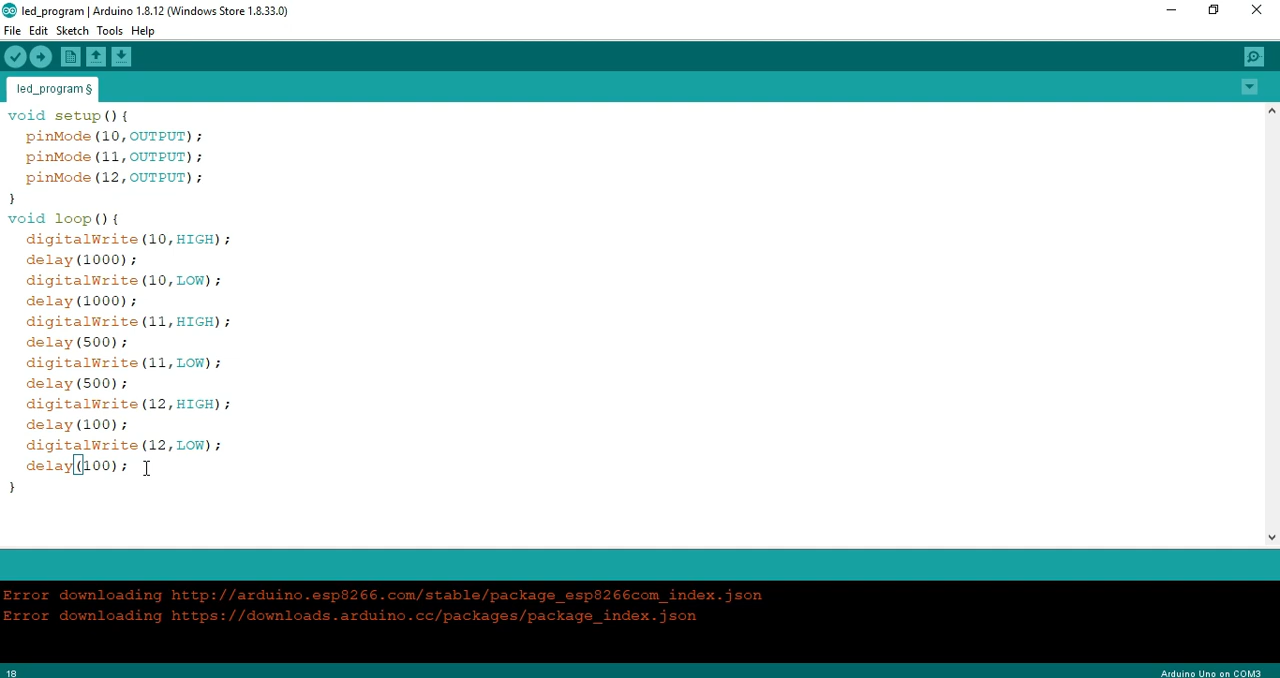 led_program | Arduino 1.8.12 (Windows Store 1.8.33.0)
File Edit Sketch Tools Help
led_program §
void setup(){
  pinMode(10,OUTPUT);
  pinMode(11,OUTPUT);
  pinMode(12,OUTPUT);
}
void loop(){
  digitalWrite(10,HIGH);
  delay(1000);
  digitalWrite(10,LOW);
  delay(1000);
  digitalWrite(11,HIGH);
  delay(500);
  digitalWrite(11,LOW);
  delay(500);
  digitalWrite(12,HIGH);
  delay(100);
  digitalWrite(12,LOW);
  delay(100);
}
Error downloading http://arduino.esp8266.com/stable/package_esp8266com_index.json
Error downloading https://downloads.arduino.cc/packages/package_index.json
18 Arduino Uno on COM3